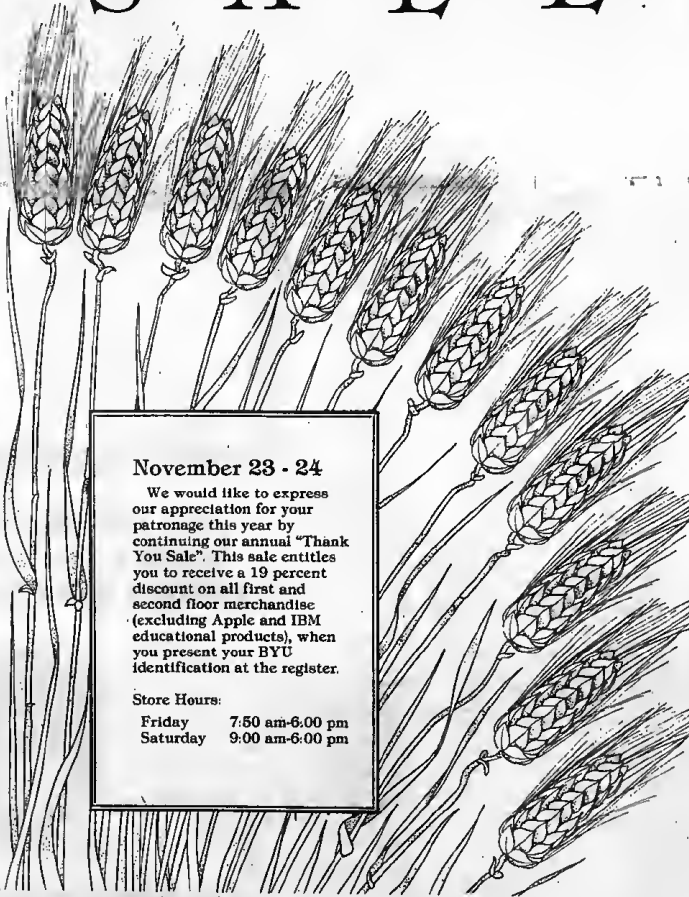 S A L E
November 23 - 24
We would like to express
our appreciation for your
patronage this year by
continuing our annual "Thank
You Sale". This sale entitles
you to receive a 19 percent
discount on all first and
second floor merchandise
(excluding Apple and IBM
educational products), when
you present your BYU
identification at the register.
Store Hours:
Friday 7:50 am-6:00 pm
Saturday 9:00 am-6:00 pm